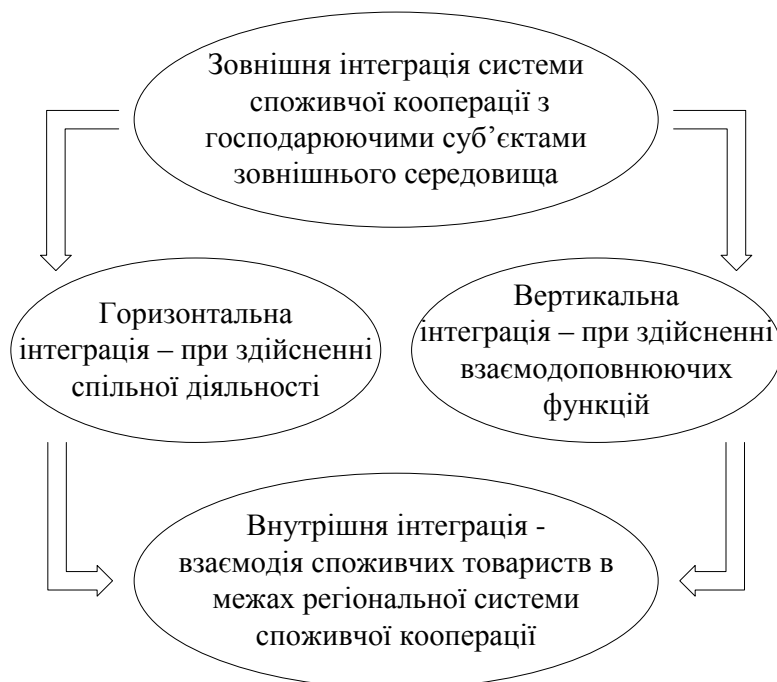 Зовнішня інтеграція системи
споживчої кооперації з
господарюючими суб’єктами
зовнішнього середовища
Горизонтальна
інтеграція – при здійсненні
спільної діяльності
Вертикальна
інтеграція – при здійсненні
взаємодоповнюючих
функцій
Внутрішня інтеграція -
взаємодія споживчих товариств в
межах регіональної системи
споживчої кооперації